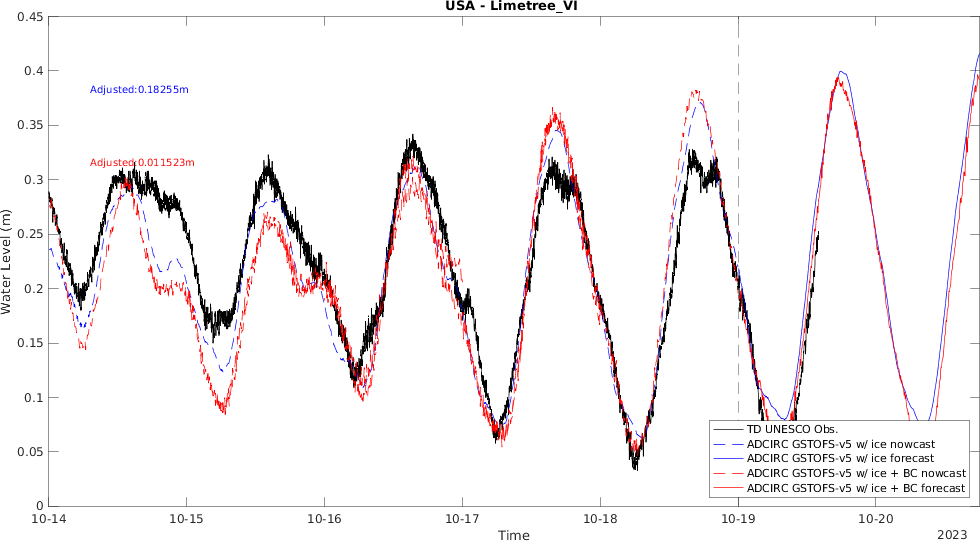 USA - Limetree_VI
0.45
0.4
0.35
0.3
0.25
0.2
0.15
0.1
0.05
0
Water Level (m)
Adjusted:0.18255m
Adjusted:0.011523m
TD UNESCO Obs.
ADCIRC GSTOFS-v5 w/ ice nowcast
ADCIRC GSTOFS-v5 w/ ice forecast
ADCIRC GSTOFS-v5 w/ ice + BC nowcast
ADCIRC GSTOFS-v5 w/ ice + BC forecast
10-14 10-15 10-16 10-17 10-18 10-19 10-20
Time
2023